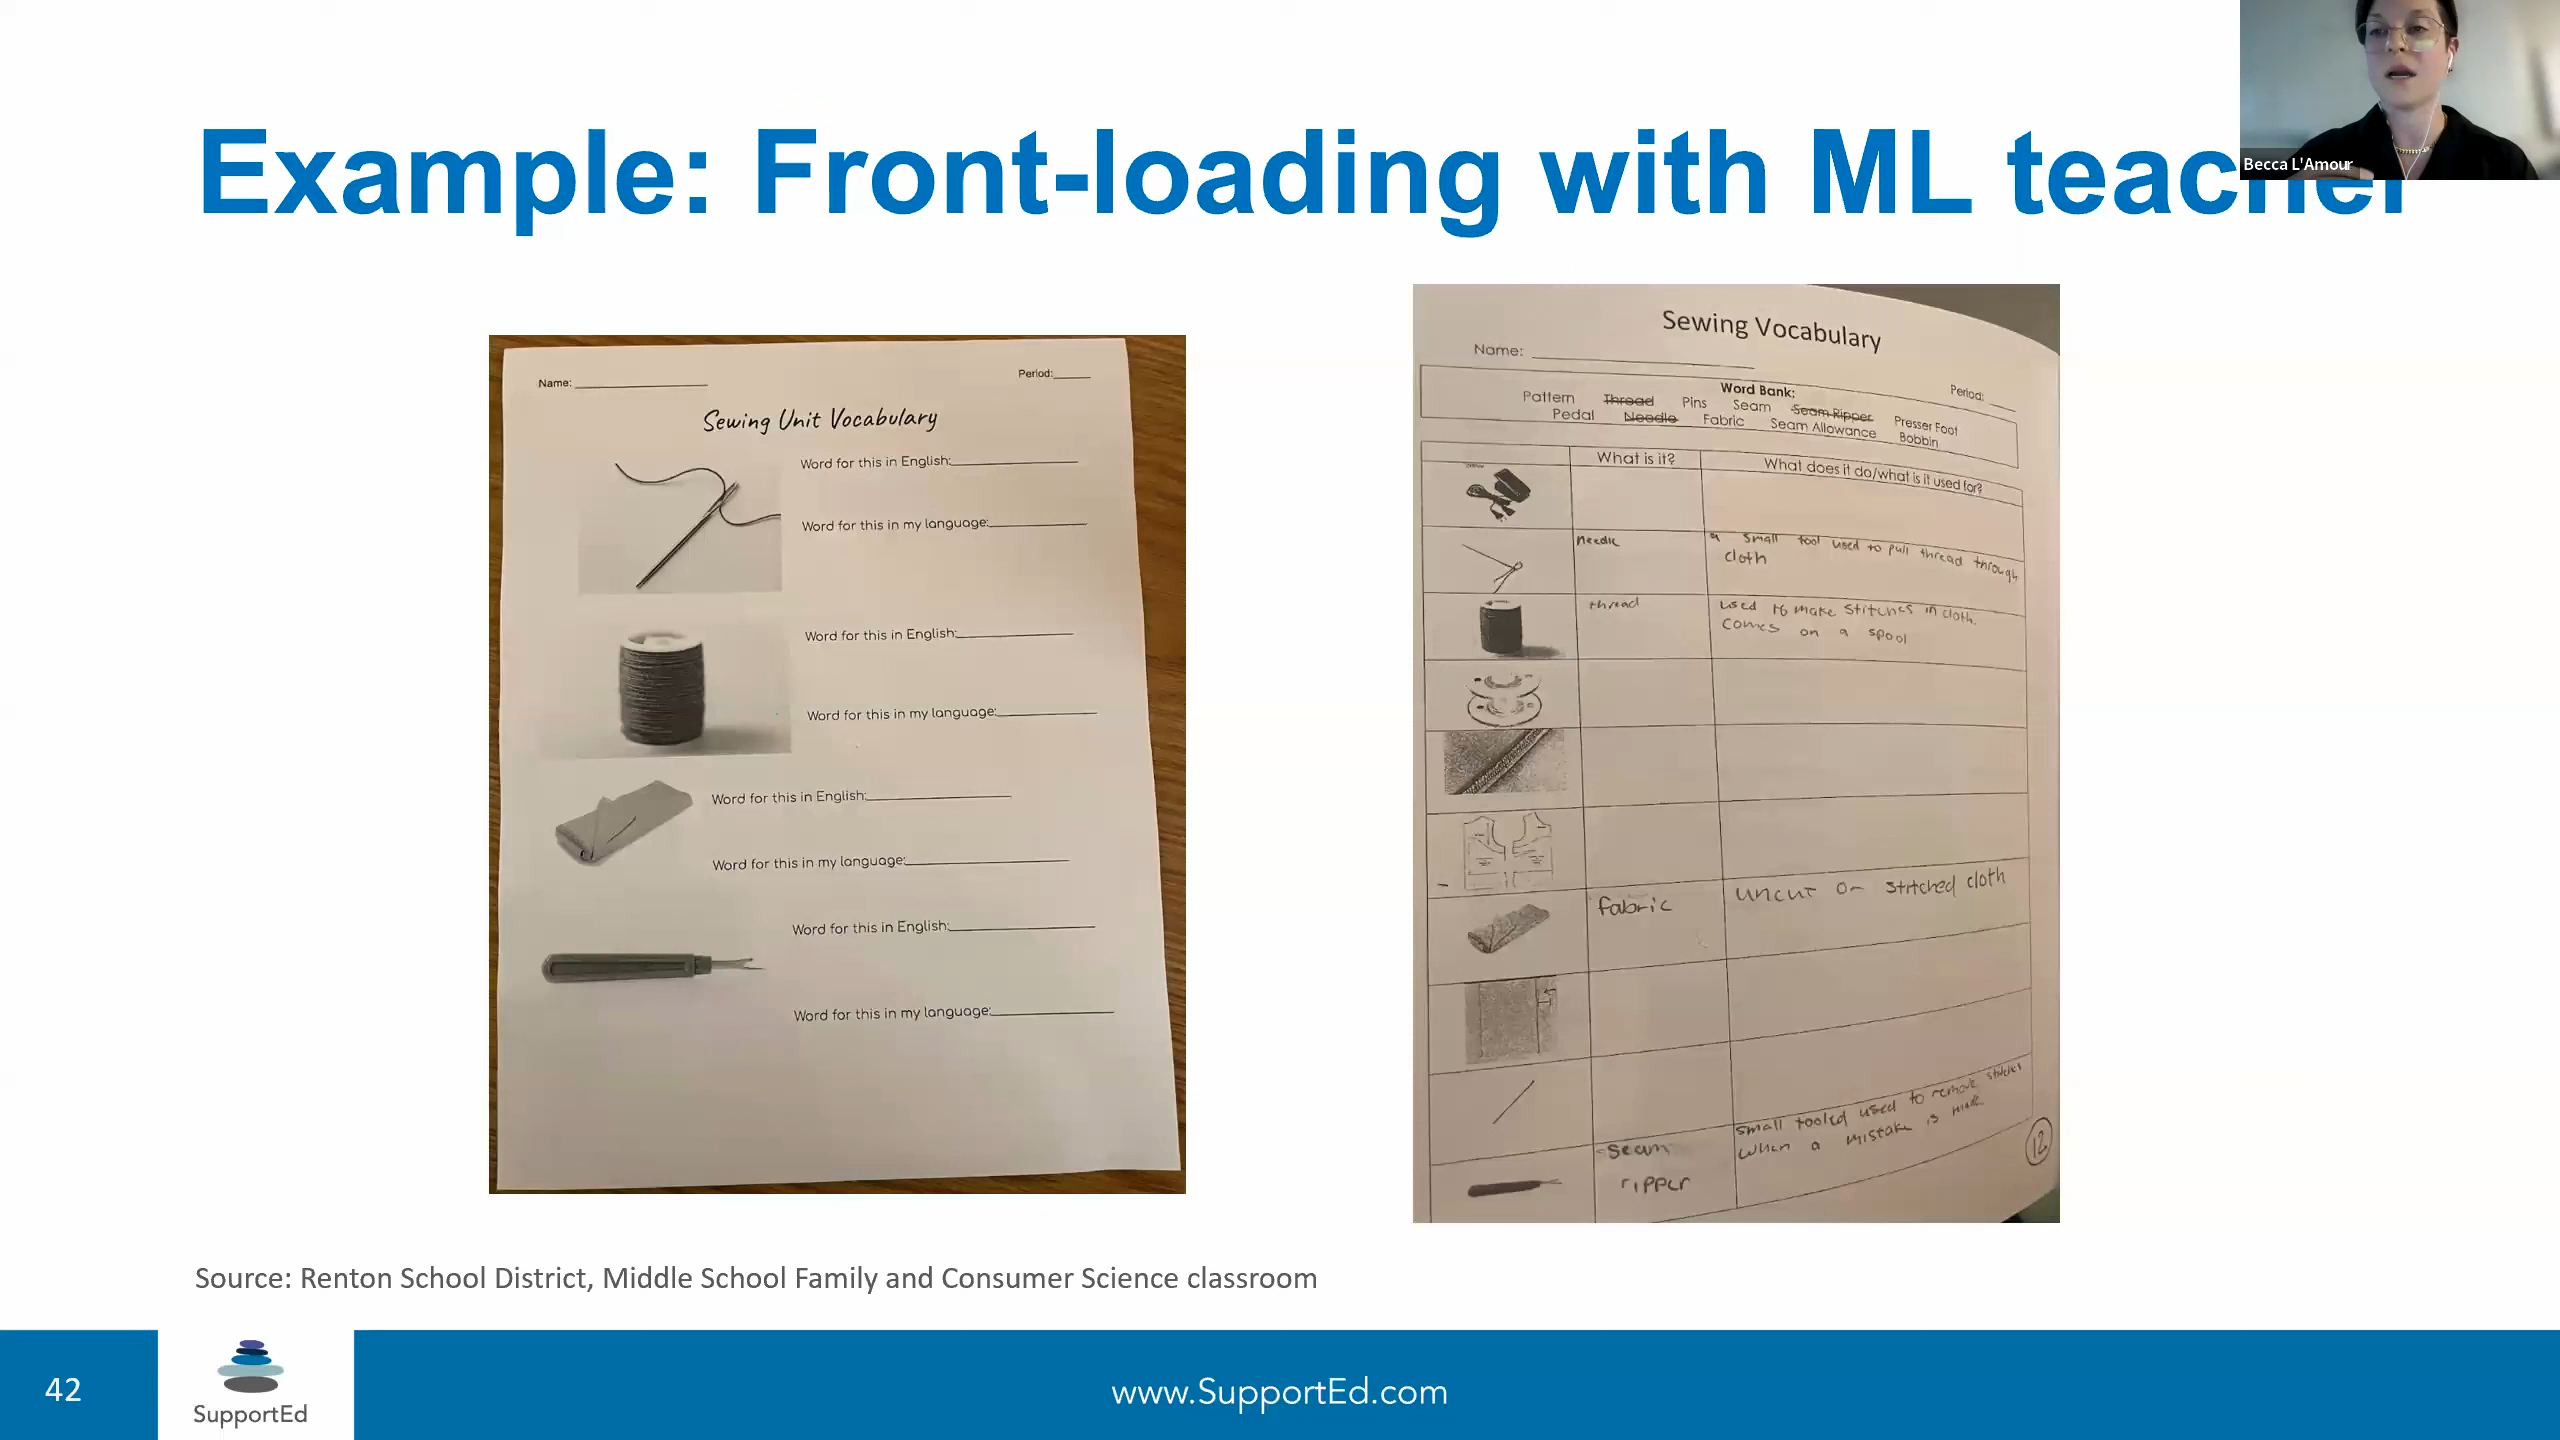 Example: Front-loading with ML teacher
Becca L'Amour
Name:
Period:
Sewing Unit Vocabulary
Word for this in English:
Word for this in my language:
Word for this in English:
Word for this in my language:
Word for this in English:
Word for this in my language:
Word for this in English:
Word for this in my language:
Sewing Vocabulary
Name:
Period:
Word Bank:
Pattern Thread Pins Seam Seam Ripper Presser Foot
Pedal Needle Fabric Seam Allowance Bobbin
What is it? What does it do/what is it used for?
needle
a small tool used to pull thread through
cloth
thread
used to make stitches in cloth.
comes on a spool
fabric
uncut or stitched cloth
seam
ripper
small tooled used to remove stitches
when a mistake is made
12
Source: Renton School District, Middle School Family and Consumer Science classroom
42
SupportEd
www.SupportEd.com